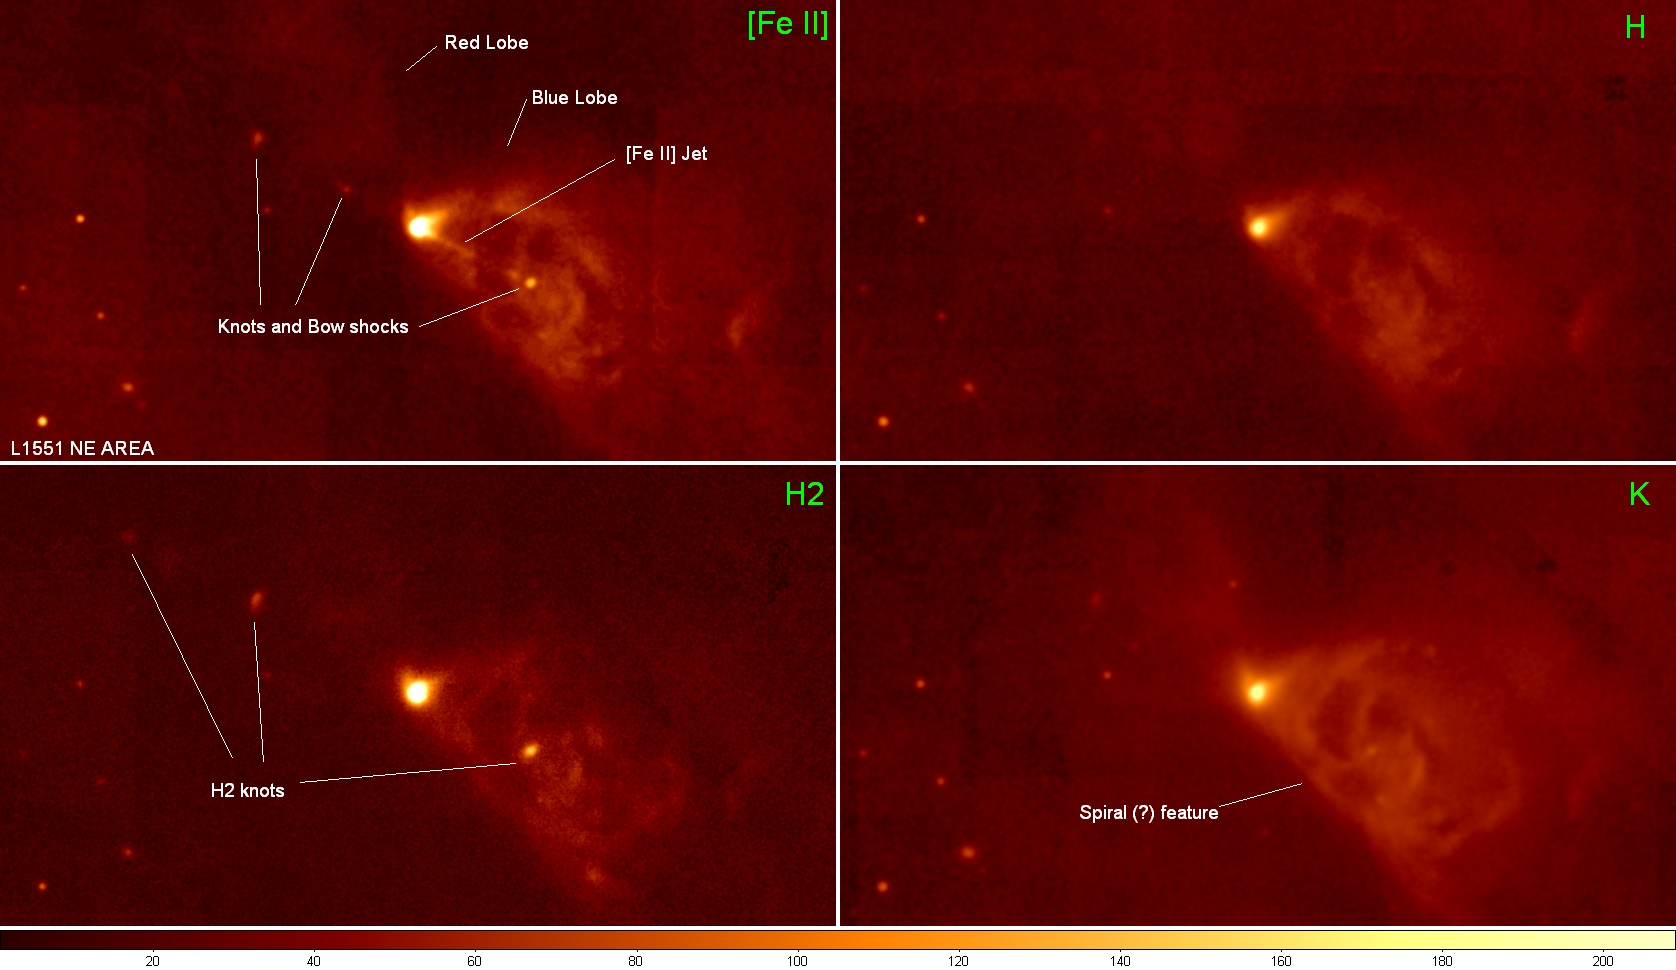 [Fe II]
H
Red Lobe
Blue Lobe
[Fe II] Jet
Knots and Bow shocks
L1551 NE AREA
H2
K
H2 knots
Spiral (?) feature
20 40 60 80 100 120 140 160 180 200